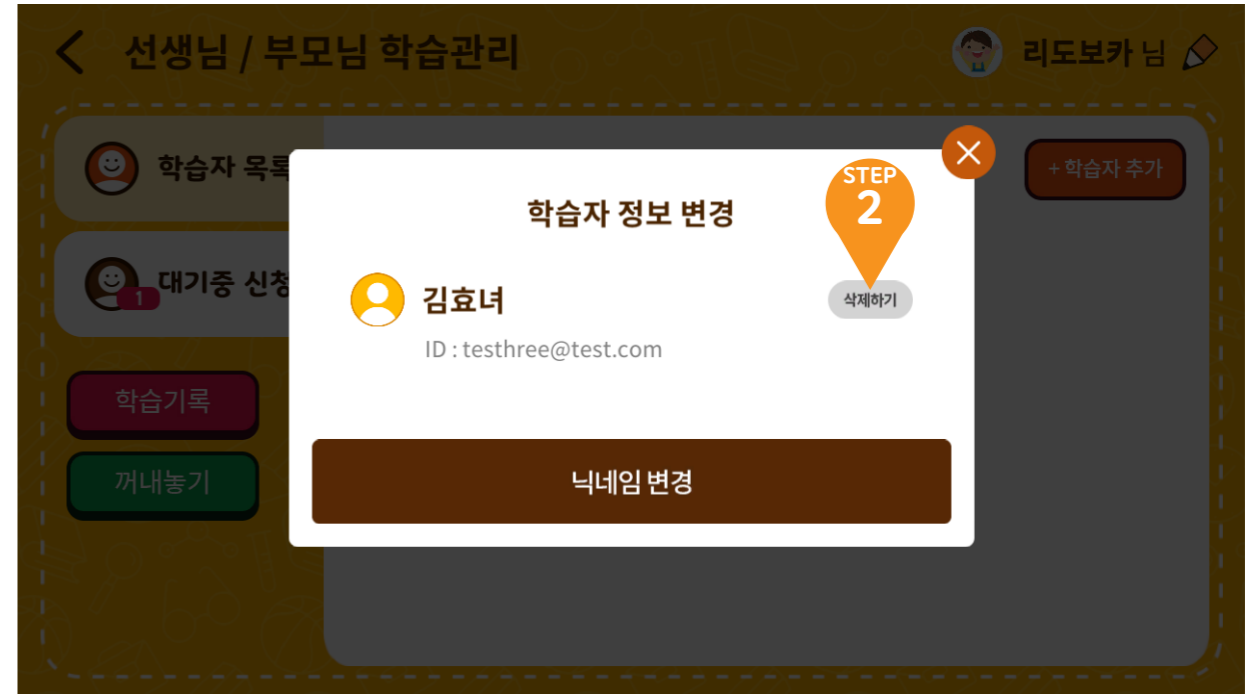 선생님 / 부모님 학습관리
리도보카 님
학습자 목록
+ 학습자 추가
STEP
2
학습자 정보 변경
대기중 신청
1
김효녀
삭제하기
ID : testhree@test.com
학습기록
꺼내놓기
닉네임 변경